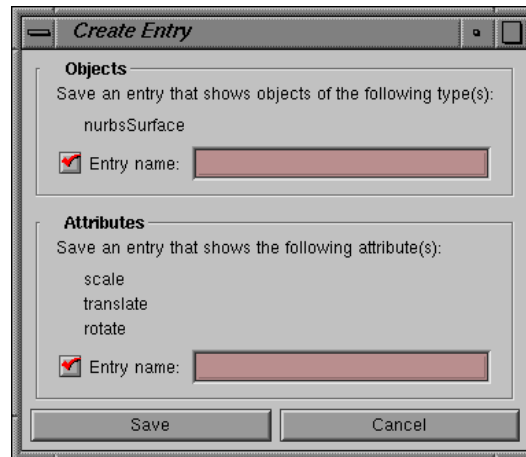 Create Entry
Objects
Save an entry that shows objects of the following type(s):
nurbsSurface
Entry name:
Attributes
Save an entry that shows the following attribute(s):
scale
translate
rotate
Entry name:
Save Cancel